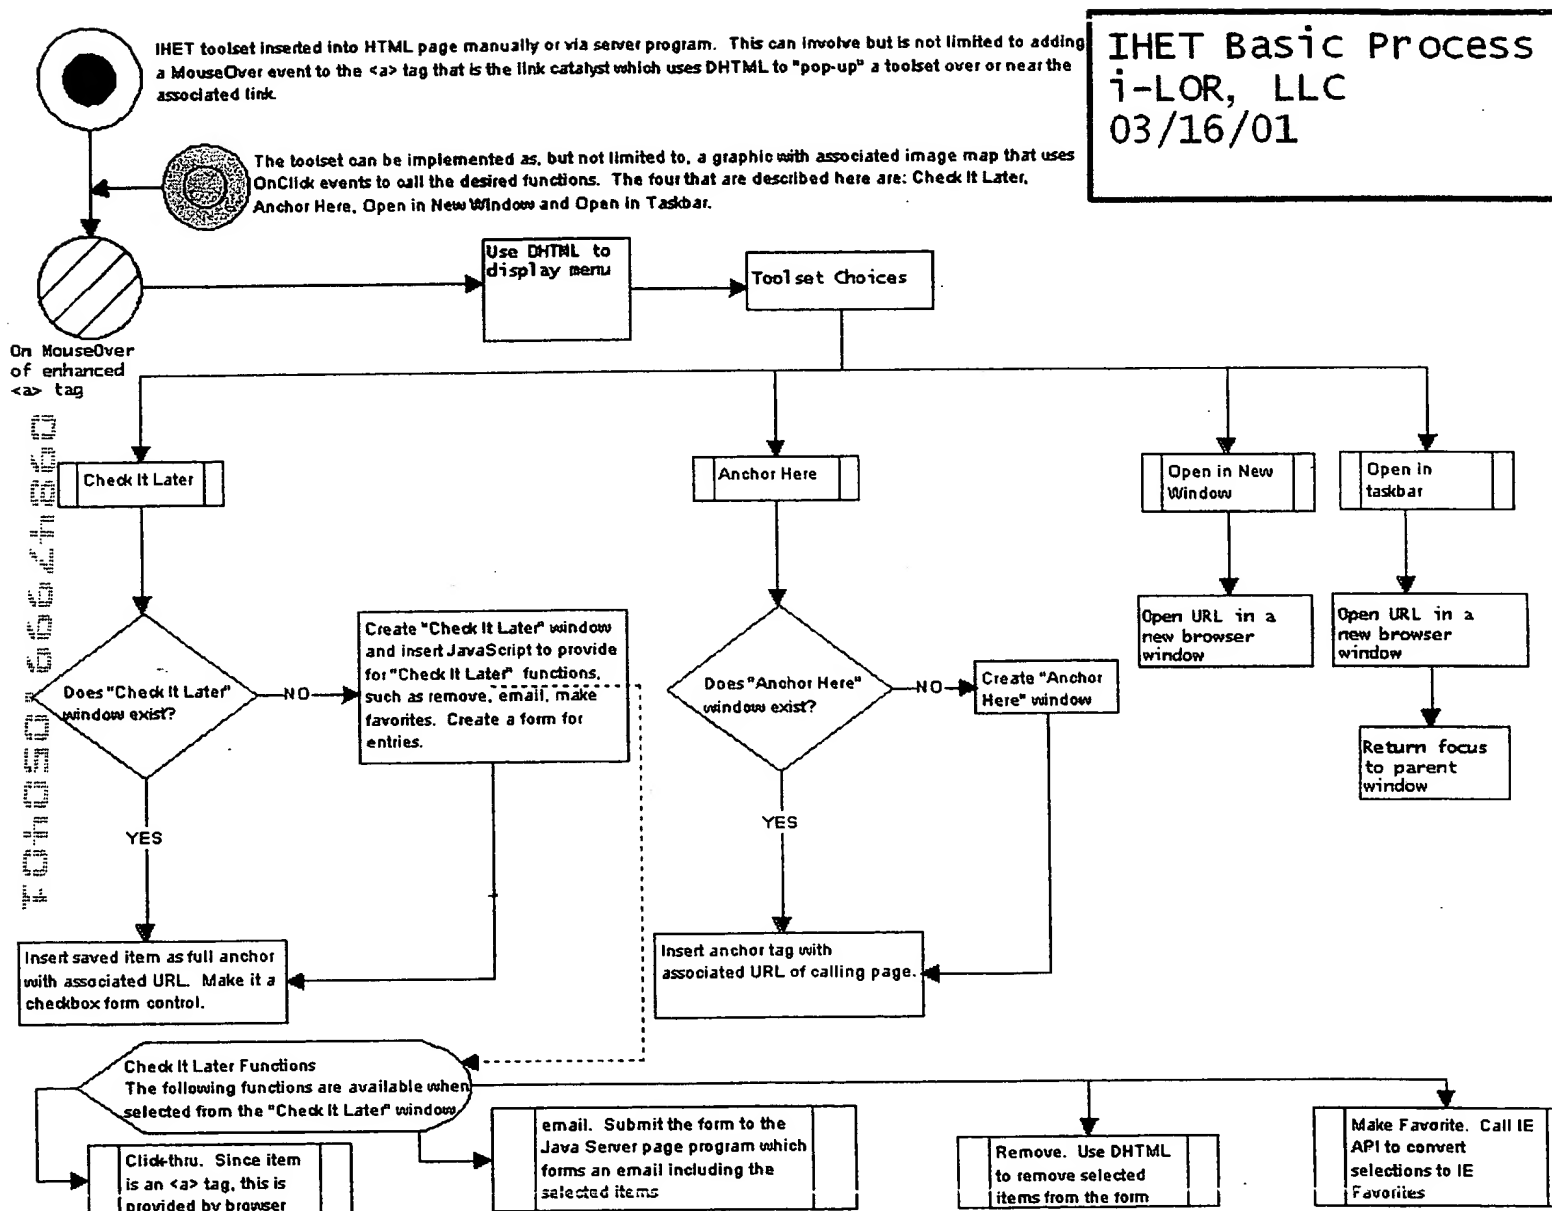 IHET toolset inserted into HTML page manually or via server program. This can involve but is not limited to adding
a MouseOver event to the <a> tag that is the link catalyst which uses DHTML to "pop-up" a toolset over or near the
associated link.
IHET Basic Process
i-LOR, LLC
03/16/01
The toolset can be implemented as, but not limited to, a graphic with associated image map that uses
OnClick events to call the desired functions. The four that are described here are: Check It Later,
Anchor Here, Open in New Window and Open in Taskbar.
Use DHTML to
display menu
Toolset Choices
On MouseOver
of enhanced
<a> tag
Check It Later
Anchor Here
Open in New
Window
Open in
taskbar
Does "Check It Later"
window exist?
NO
Create "Check It Later" window
and insert JavaScript to provide
for "Check It Later" functions,
such as remove, email, make
favorites. Create a form for
entries.
Does "Anchor Here"
window exist?
NO
Create "Anchor
Here" window
Open URL in a
new browser
window
Open URL in a
new browser
window
Return focus
to parent
window
YES
YES
Insert saved item as full anchor
with associated URL. Make it a
checkbox form control.
Insert anchor tag with
associated URL of calling page.
Check It Later Functions
The following functions are available when
selected from the "Check It Later" window
Click-thru. Since item
is an <a> tag, this is
provided by browser
email. Submit the form to the
Java Server page program which
forms an email including the
selected items
Remove. Use DHTML
to remove selected
items from the form
Make Favorite. Call IE
API to convert
selections to IE
Favorites